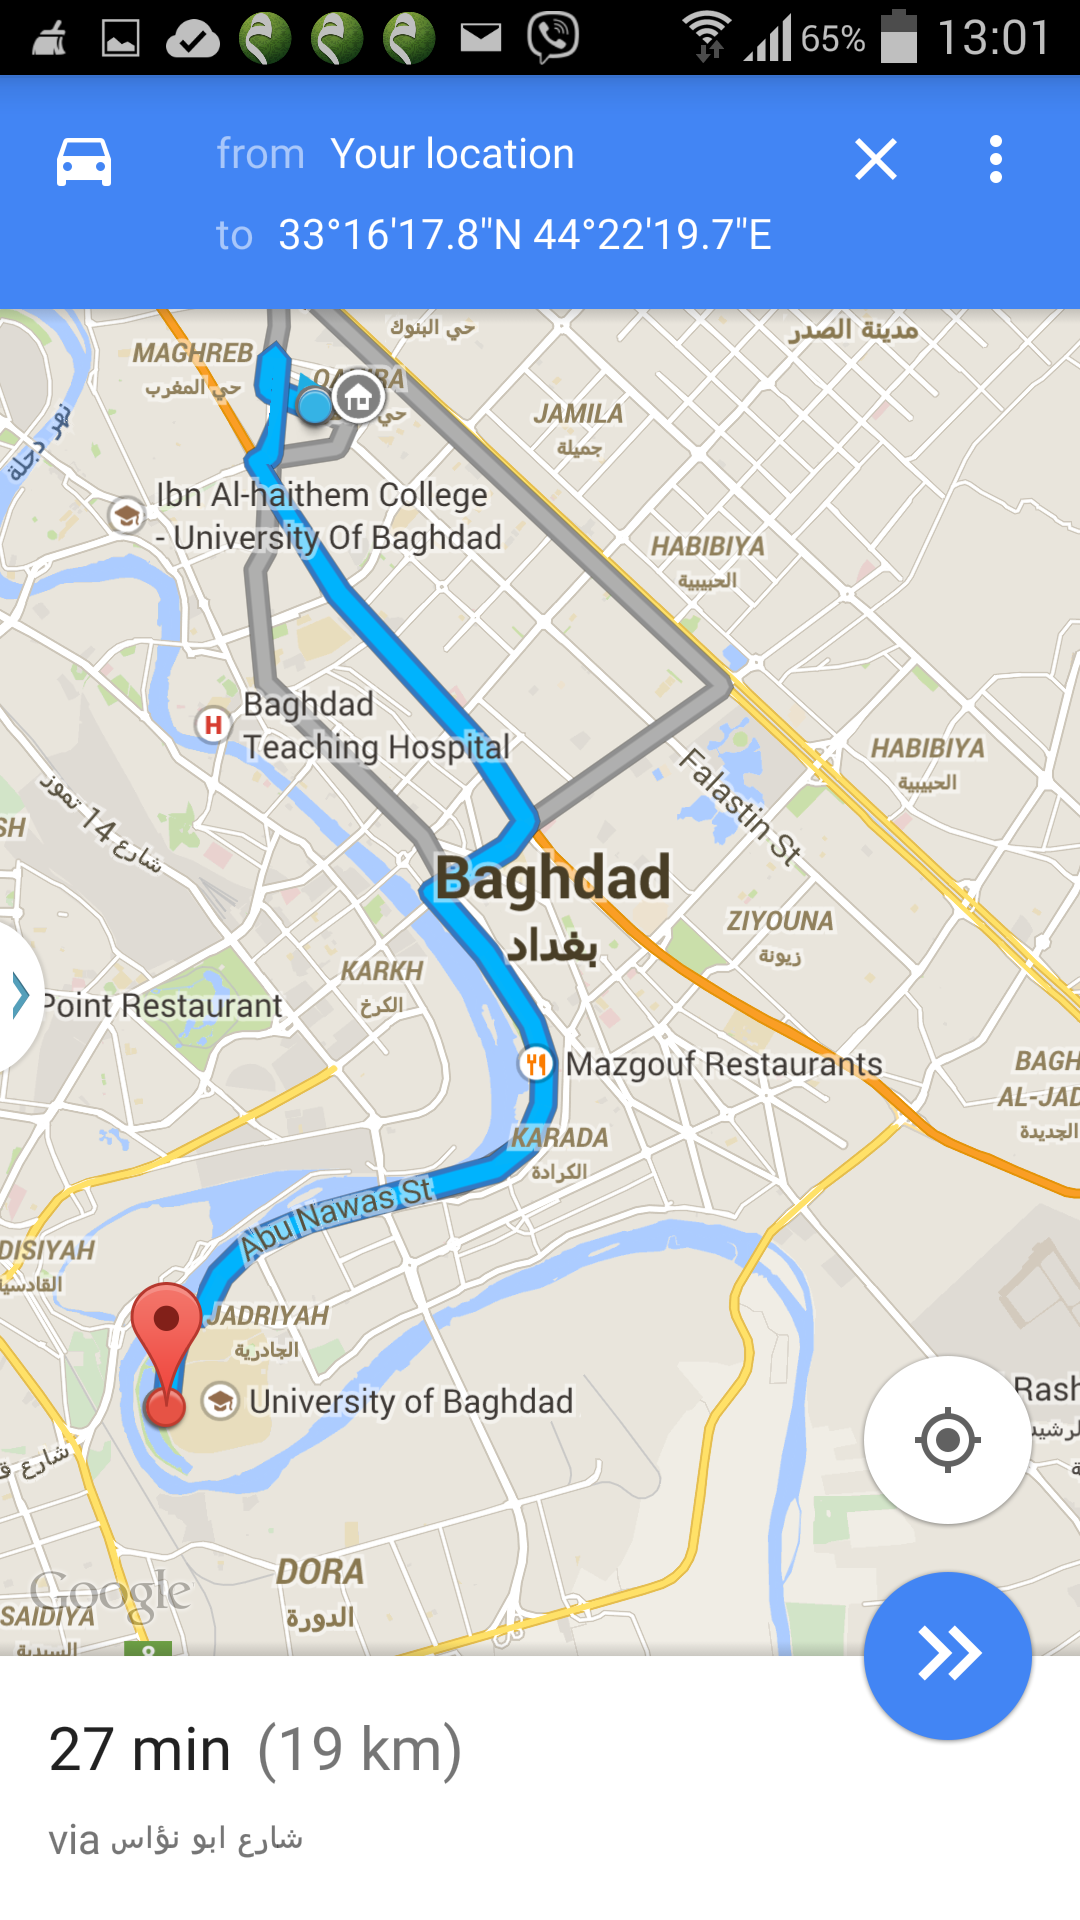 65% 13:01
from Your location
to 33°16'17.8"N 44°22'19.7"E
حي البنوك
مدينة الصدر
MAGHREB
حي المغرب
نهر دجلة
JAMILA
جميلة
Ibn Al-haithem College
- University Of Baghdad
HABIBIYA
الحبيبية
Baghdad
Teaching Hospital
H
HABIBIYA
الحبيبية
Falastin St
شارع 14 تموز
SH
Baghdad
بغداد
ZIYOUNA
زيونة
KARKH
الكرخ
Point Restaurant
Mazgouf Restaurants
BAGH
AL-JAD
الجديدة
KARADA
الكرادة
Abu Nawas St
DISIYAH
القادسية
JADRIYAH
الجادرية
University of Baghdad
Rash
شارع
DORA
الدورة
Google
SAIDIYA
السيدية
8
27 min (19 km)
via شارع ابو نؤاس